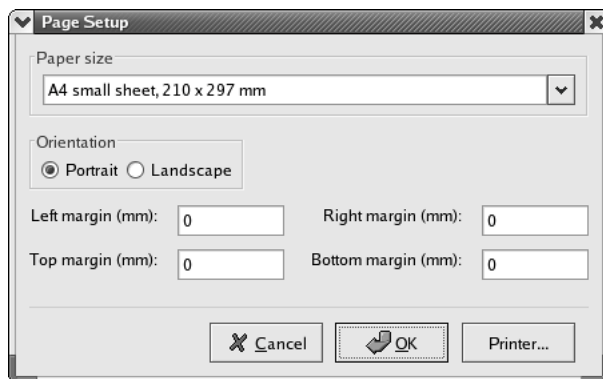 Page Setup
Paper size
A4 small sheet, 210 x 297 mm
Orientation
Portrait Landscape
Left margin (mm): 0 Right margin (mm): 0
Top margin (mm): 0 Bottom margin (mm): 0
Cancel OK Printer...